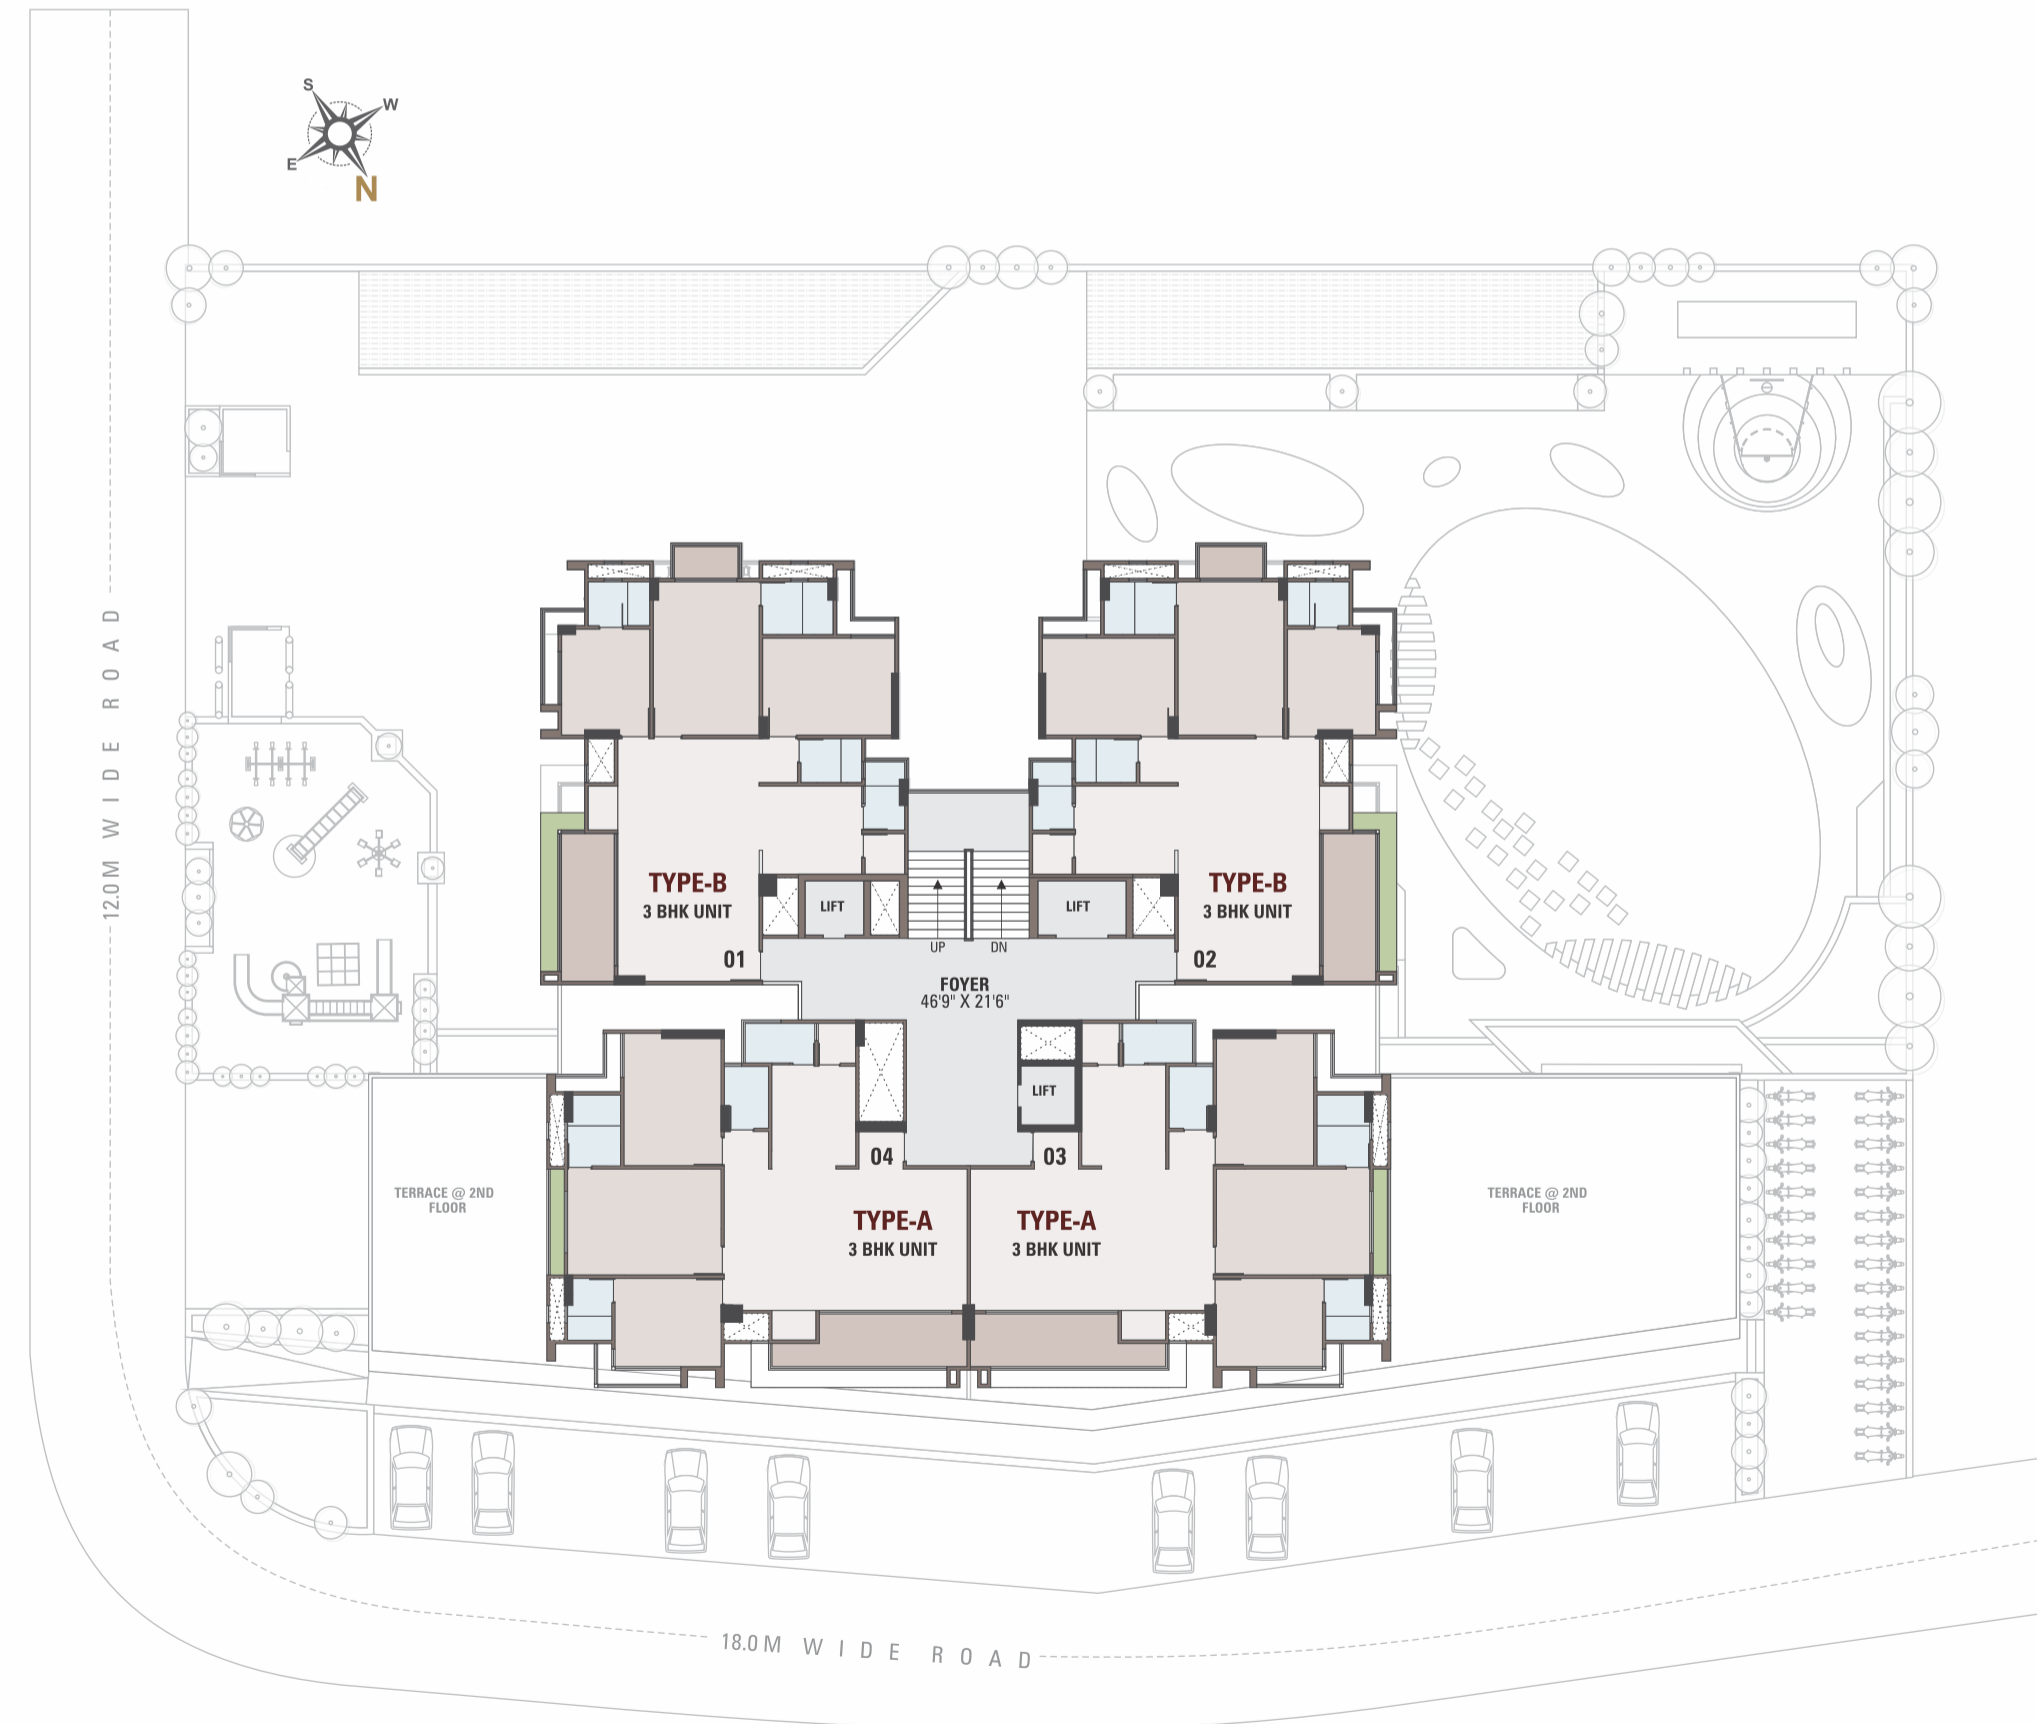 S
W
E
N
12.0M WIDE ROAD
TYPE-B
3 BHK UNIT
01
LIFT
UP
DN
LIFT
TYPE-B
3 BHK UNIT
02
FOYER
46'9" X 21'6"
LIFT
04
03
TERRACE @ 2ND
FLOOR
TYPE-A
3 BHK UNIT
TYPE-A
3 BHK UNIT
TERRACE @ 2ND
FLOOR
18.0M WIDE ROAD